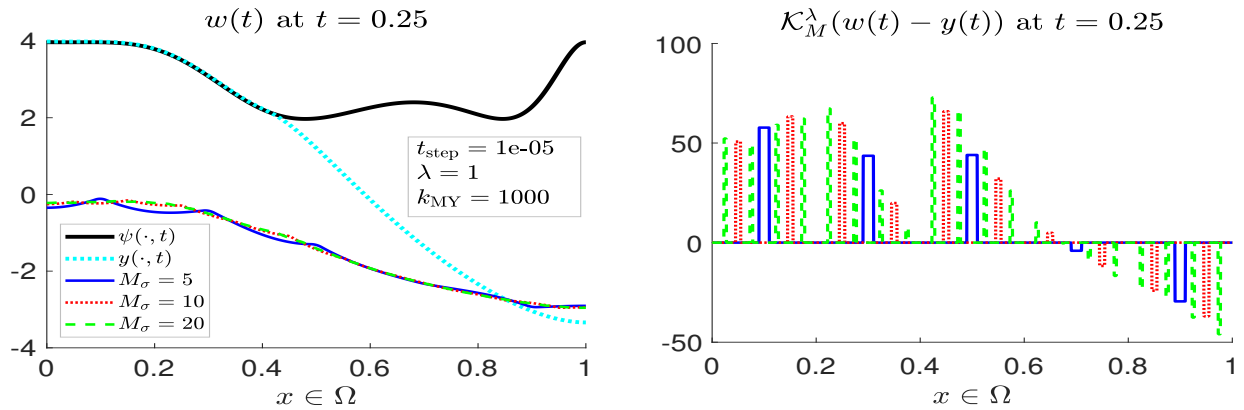 w(t) at t = 0.25
4
2
0
-2
-4
t_step = 1e-05
λ = 1
k_MY = 1000
ψ(·, t)
y(·, t)
M_σ = 5
M_σ = 10
M_σ = 20
0 0.2 0.4 0.6 0.8 1
x ∈ Ω
𝒦_M^λ(w(t) − y(t)) at t = 0.25
100
50
0
-50
0 0.2 0.4 0.6 0.8 1
x ∈ Ω